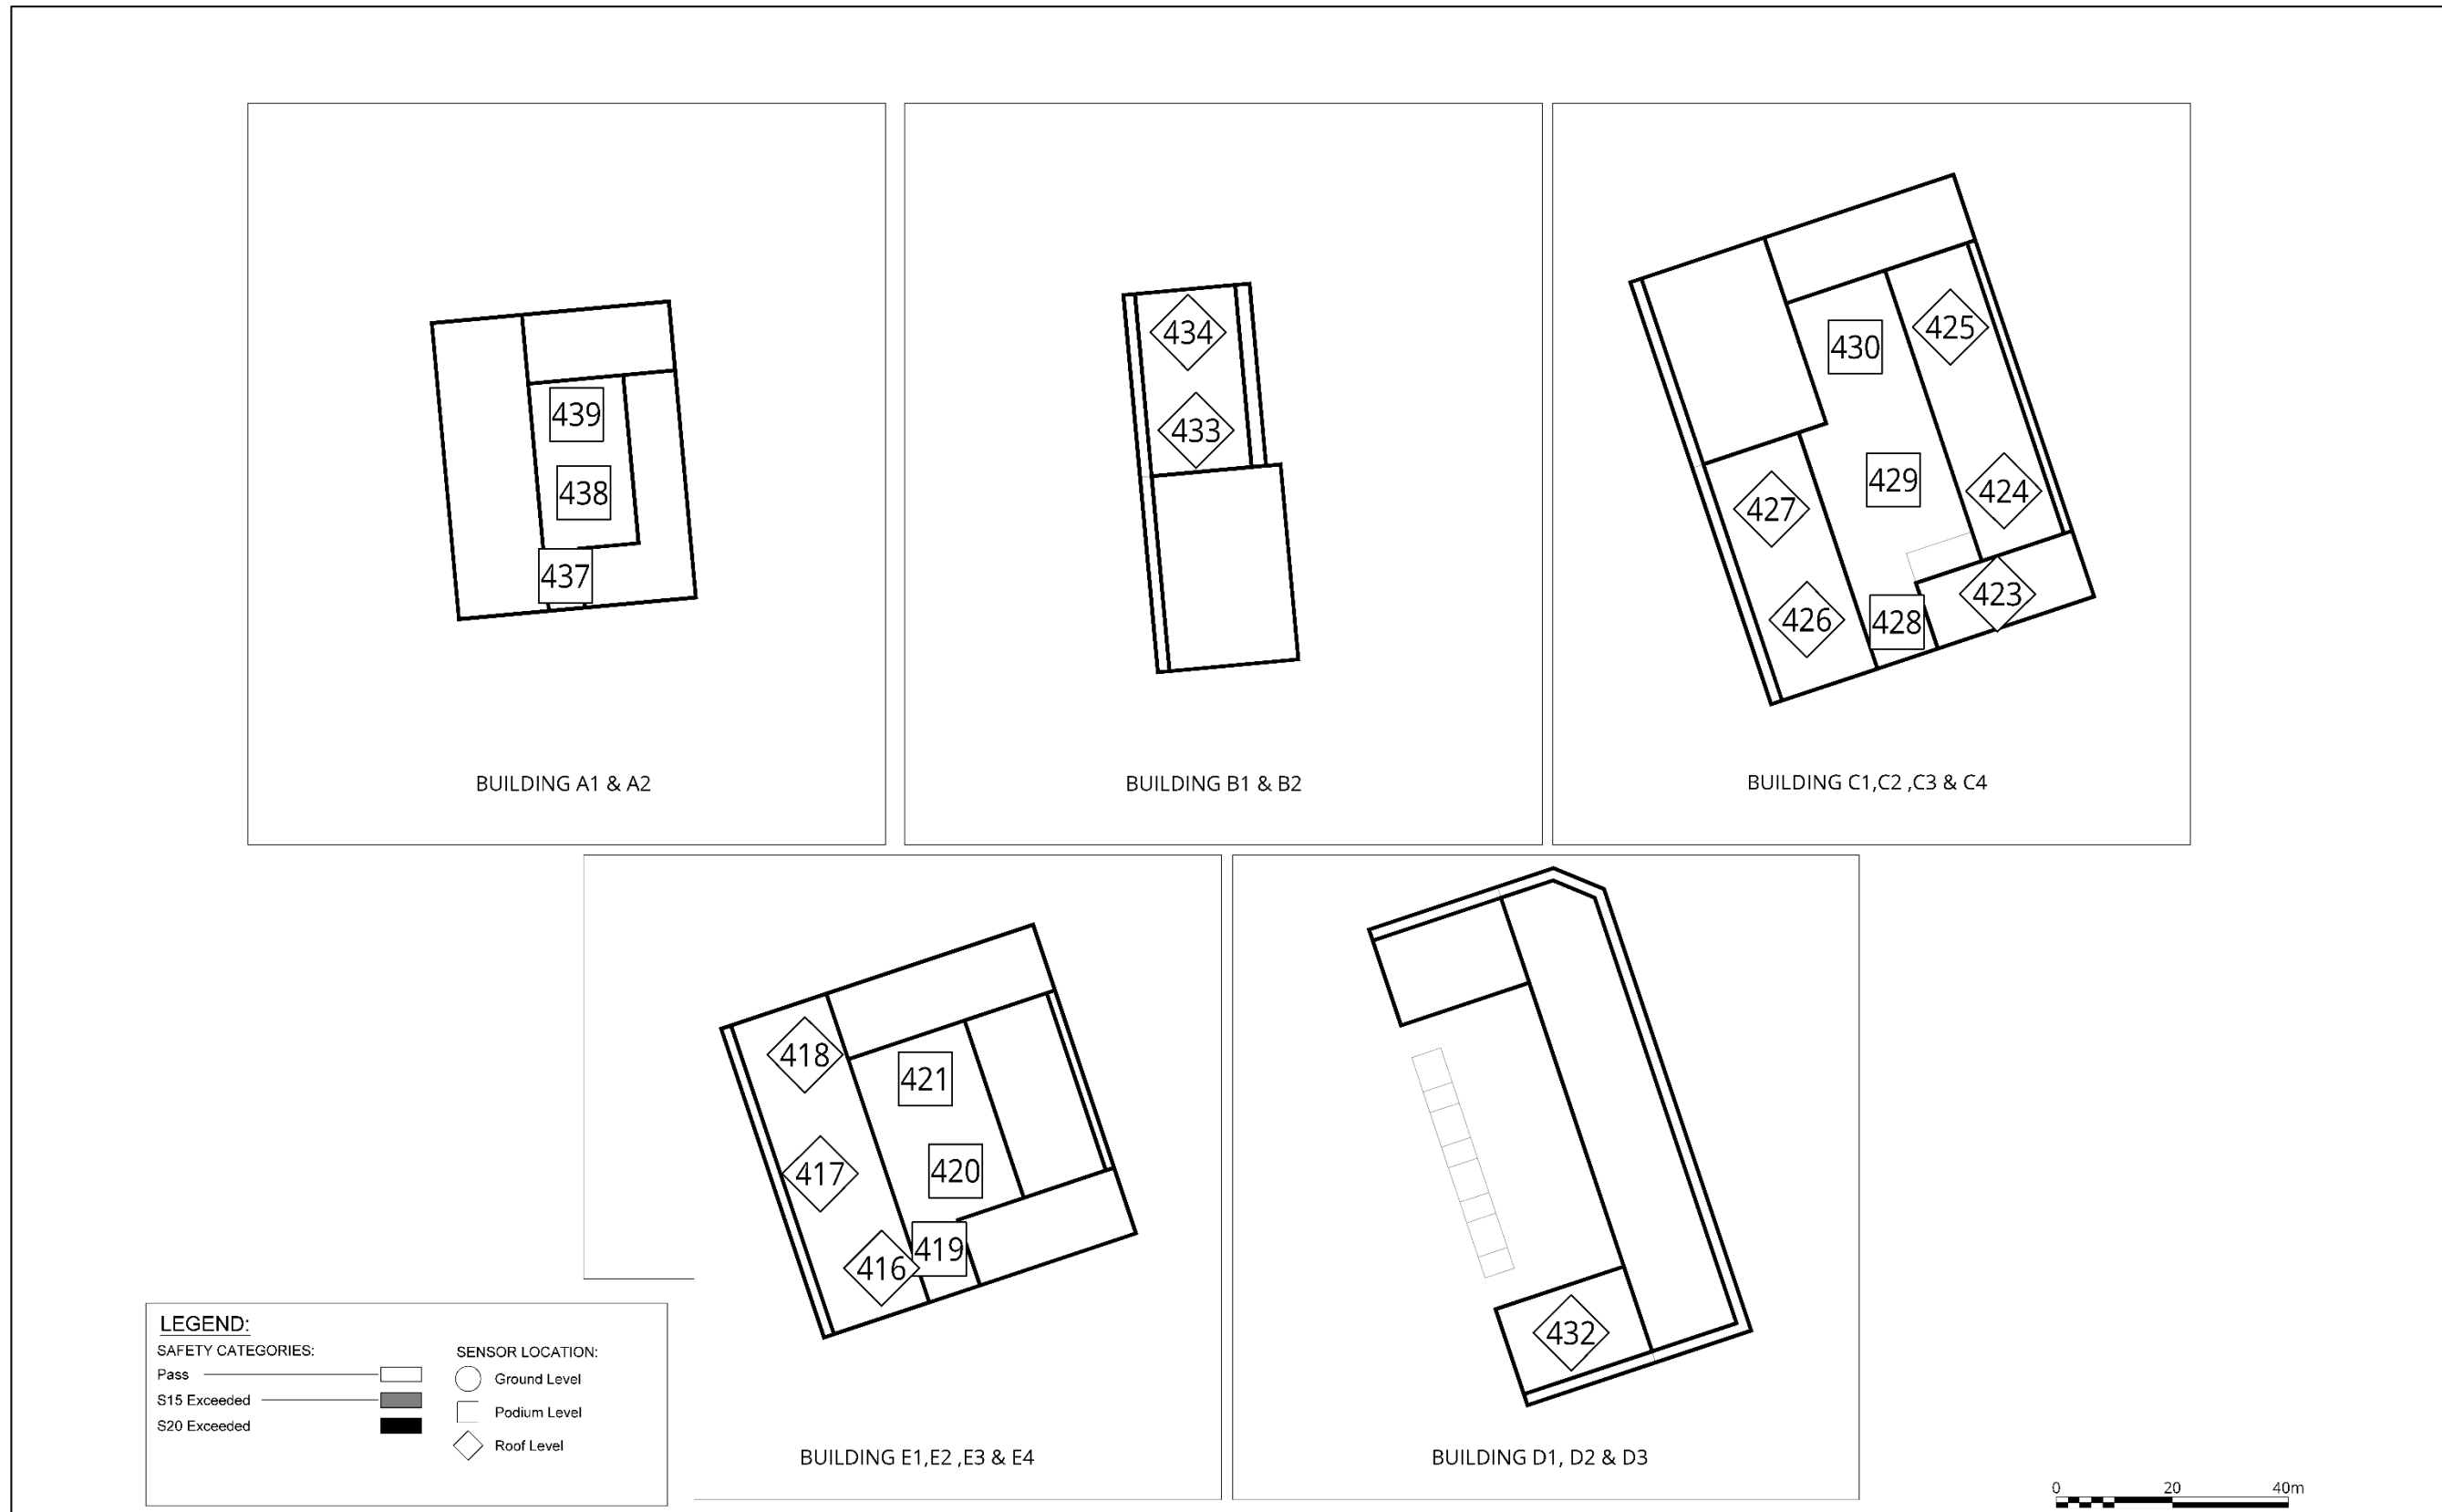 439
438
437
BUILDING A1 & A2
434
433
BUILDING B1 & B2
425
430
429
424
427
423
426
428
BUILDING C1,C2 ,C3 & C4
418
421
417
420
419
416
BUILDING E1,E2 ,E3 & E4
432
BUILDING D1, D2 & D3
LEGEND:
SAFETY CATEGORIES:
Pass
S15 Exceeded
S20 Exceeded
SENSOR LOCATION:
Ground Level
Podium Level
Roof Level
0 20 40m